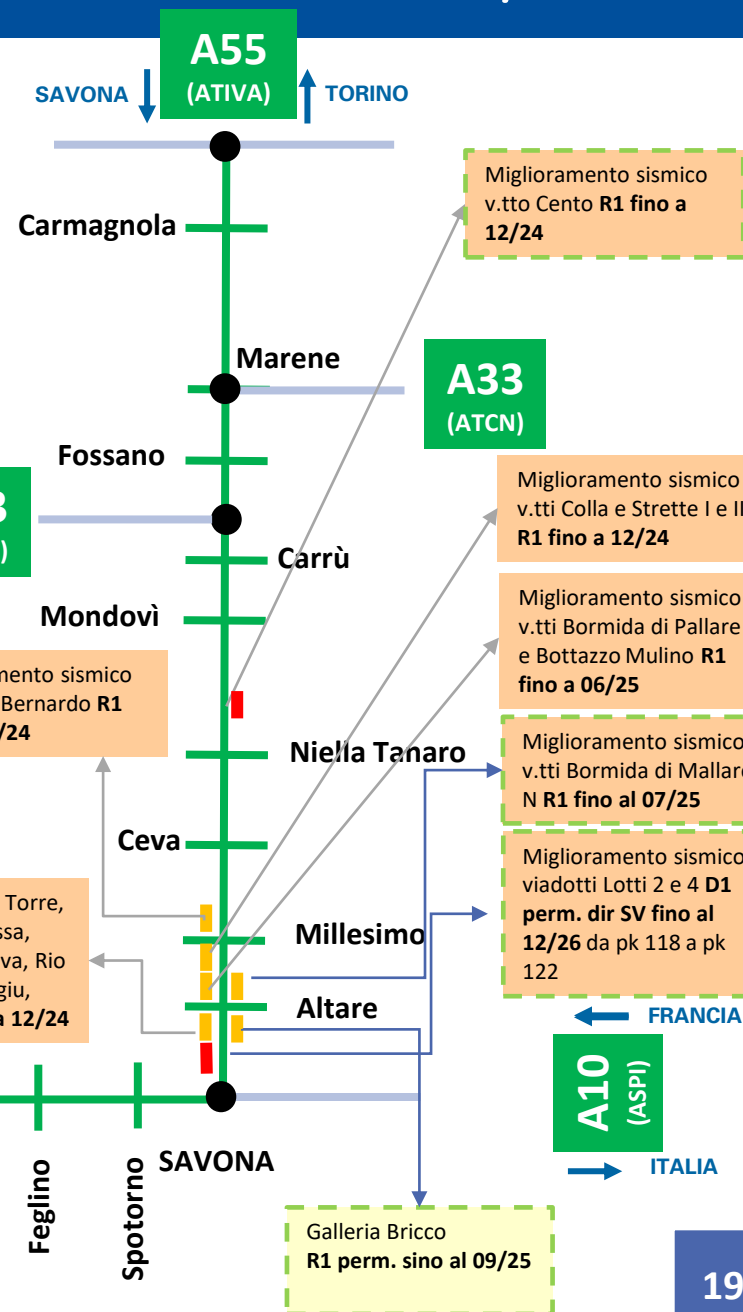 A55
(ATIVA)
SAVONA
TORINO
Miglioramento sismico
v.tto Cento R1 fino a
12/24
Carmagnola
Marene
A33
(ATCN)
Fossano
Miglioramento sismico
v.tti Colla e Strette I e II
R1 fino a 12/24
Carrù
Mondovì
Miglioramento sismico
v.tti Bormida di Pallare
e Bottazzo Mulino R1
fino a 06/25
sismico
Bernardo R1
Niella Tanaro
Miglioramento sismico
v.tti Bormida di Mallare
N R1 fino al 07/25
Ceva
Miglioramento sismico
viadotti Lotti 2 e 4 D1
perm. dir SV fino al
12/26 da pk 118 a pk
122
Torre,
Rio
12/24
Millesimo
Altare
FRANCIA
A10
(ASPI)
ITALIA
SAVONA
Feglino
Spotorno
Galleria Bricco
R1 perm. sino al 09/25
19